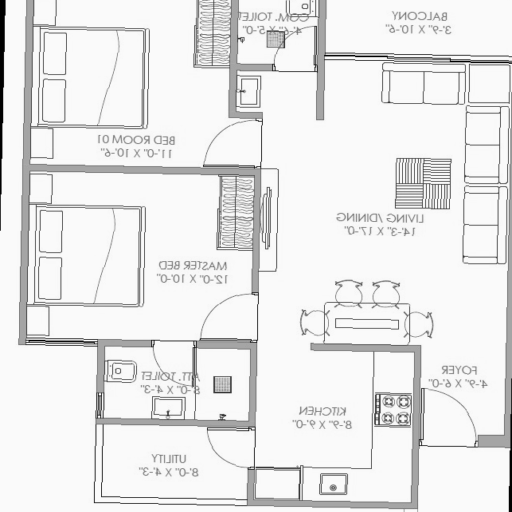 COM. TOILET
4'-6" X 5'-0"
BALCONY
3'-9" X 10'-6"
BED ROOM 01
11'-0" X 10'-6"
LIVING /DINING
14'-3" X 17'-0"
MASTER BED
12'-0" X 10'-0"
ATT. TOILET
8'-0" X 4'-3"
FOYER
4'-9" X 6'-0"
KITCHEN
8'-9" X 9'-0"
UTILITY
8'-0" X 4'-3"